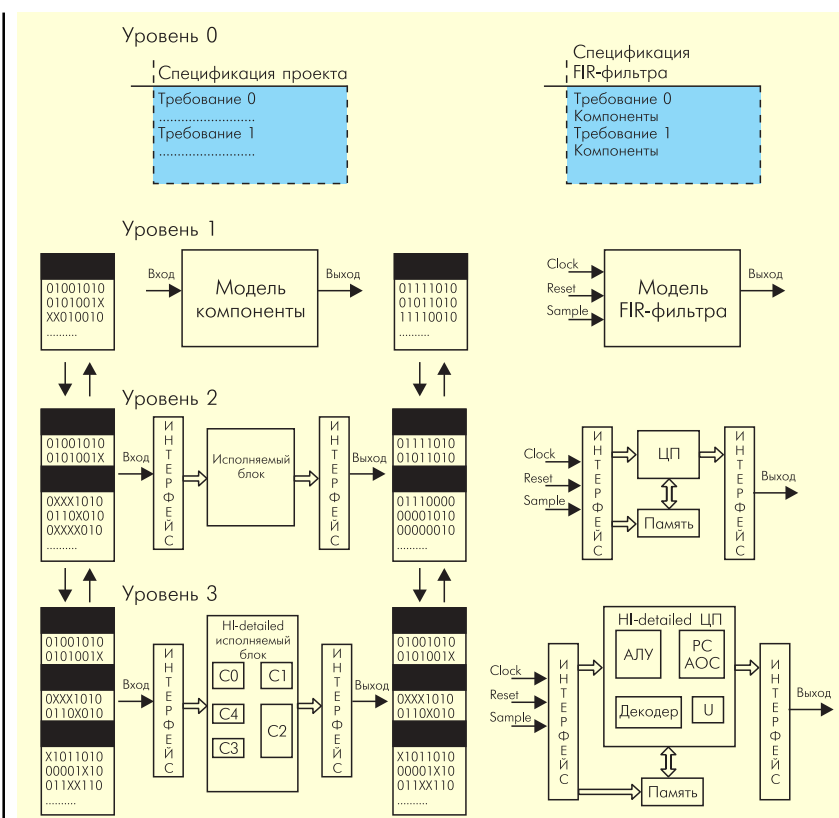 Уровень 0
Спецификация проекта
Требование 0
............................
Требование 1
............................
Спецификация
FIR-фильтра
Требование 0
Компоненты
Требование 1
Компоненты
Уровень 1
01001010
0101001X
XX010010
..........
Вход
Модель
компоненты
Выход
01111010
01011010
11110010
..........
Clock
Reset
Sample
Модель
FIR-фильтра
Выход
Уровень 2
01001010
0101001X
0XXX1010
0110X010
0XXXX010
..........
Вход
ИНТЕРФЕЙС
Исполняемый
блок
ИНТЕРФЕЙС
Выход
01111010
01011010
01110000
00001010
00000010
..........
Clock
Reset
Sample
ИНТЕРФЕЙС
ЦП
Память
ИНТЕРФЕЙС
Выход
Уровень 3
01001010
0101001X
0XXX1010
0110X010
X1011010
00001X10
011XX110
..........
Вход
ИНТЕРФЕЙС
HI-detailed
исполняемый
блок
C0
C1
C4
C2
C3
ИНТЕРФЕЙС
Выход
01001010
0101001X
0XXX1010
0110X010
X1011010
00001X10
011XX110
..........
Clock
Reset
Sample
ИНТЕРФЕЙС
HI-detailed ЦП
АЛУ
PC
АОС
Декодер
U
Память
ИНТЕРФЕЙС
Выход